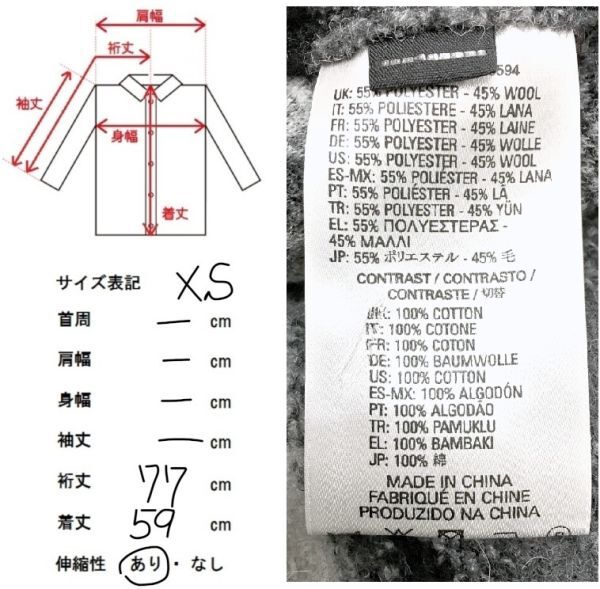 肩幅
裄丈
袖丈
身幅
着丈
サイズ表記 XS
首周 — cm
肩幅 — cm
身幅 — cm
袖丈 — cm
裄丈 77 cm
着丈 59 cm
伸縮性 あり・なし
594
UK: 55% POLYESTER - 45% WOOL
IT: 55% POLIESTERE - 45% LANA
FR: 55% POLYESTER - 45% LAINE
DE: 55% POLYESTER - 45% WOLLE
US: 55% POLYESTER - 45% WOOL
ES-MX: 55% POLIÉSTER - 45% LANA
PT: 55% POLIÉSTER - 45% LÃ
TR: 55% POLYESTER - 45% YÜN
EL: 55% ΠΟΛΥΕΣΤΕΡΑΣ -
45% ΜΑΛΛΙ
JP: 55% ポリエステル - 45% 毛
CONTRAST / CONTRASTO /
CONTRASTE / 切替
UK: 100% COTTON
IT: 100% COTONE
FR: 100% COTON
DE: 100% BAUMWOLLE
US: 100% COTTON
ES-MX: 100% ALGODÓN
PT: 100% ALGODÃO
TR: 100% PAMUKLU
EL: 100% ΒΑΜΒΑΚΙ
JP: 100% 綿
MADE IN CHINA
FABRIQUÉ EN CHINE
PRODUZIDO NA CHINA